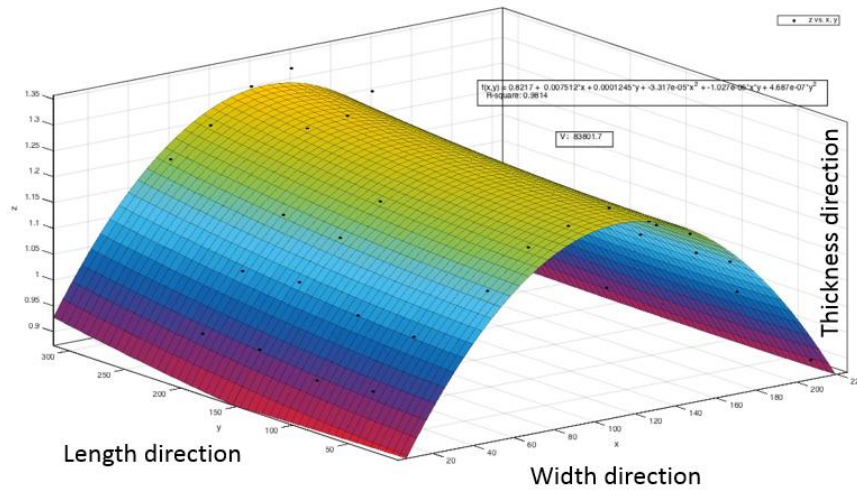 z vs. x, y
f(x,y) = 0.8217 + 0.007512*x + 0.0001245*y + -3.317e-05*x² + -1.027e-06*x*y + 4.687e-07*y²
R-square: 0.9814
V: 83801.7
1.35
1.3
1.25
1.2
1.15
1.1
1.05
1
0.95
0.9
z
300
250
200
150
100
50
y
Length direction
20
40
60
80
100
120
140
160
180
200
22
x
Width direction
Thickness direction